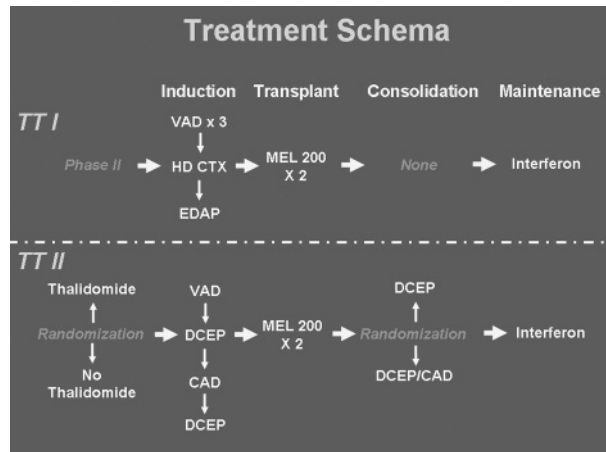 Treatment Schema
Induction Transplant Consolidation Maintenance
TT I
VAD x 3
Phase II HD CTX MEL 200 X 2 None Interferon
EDAP
TT II
Thalidomide VAD DCEP
Randomization DCEP MEL 200 X 2 Randomization Interferon
No Thalidomide CAD DCEP/CAD
DCEP